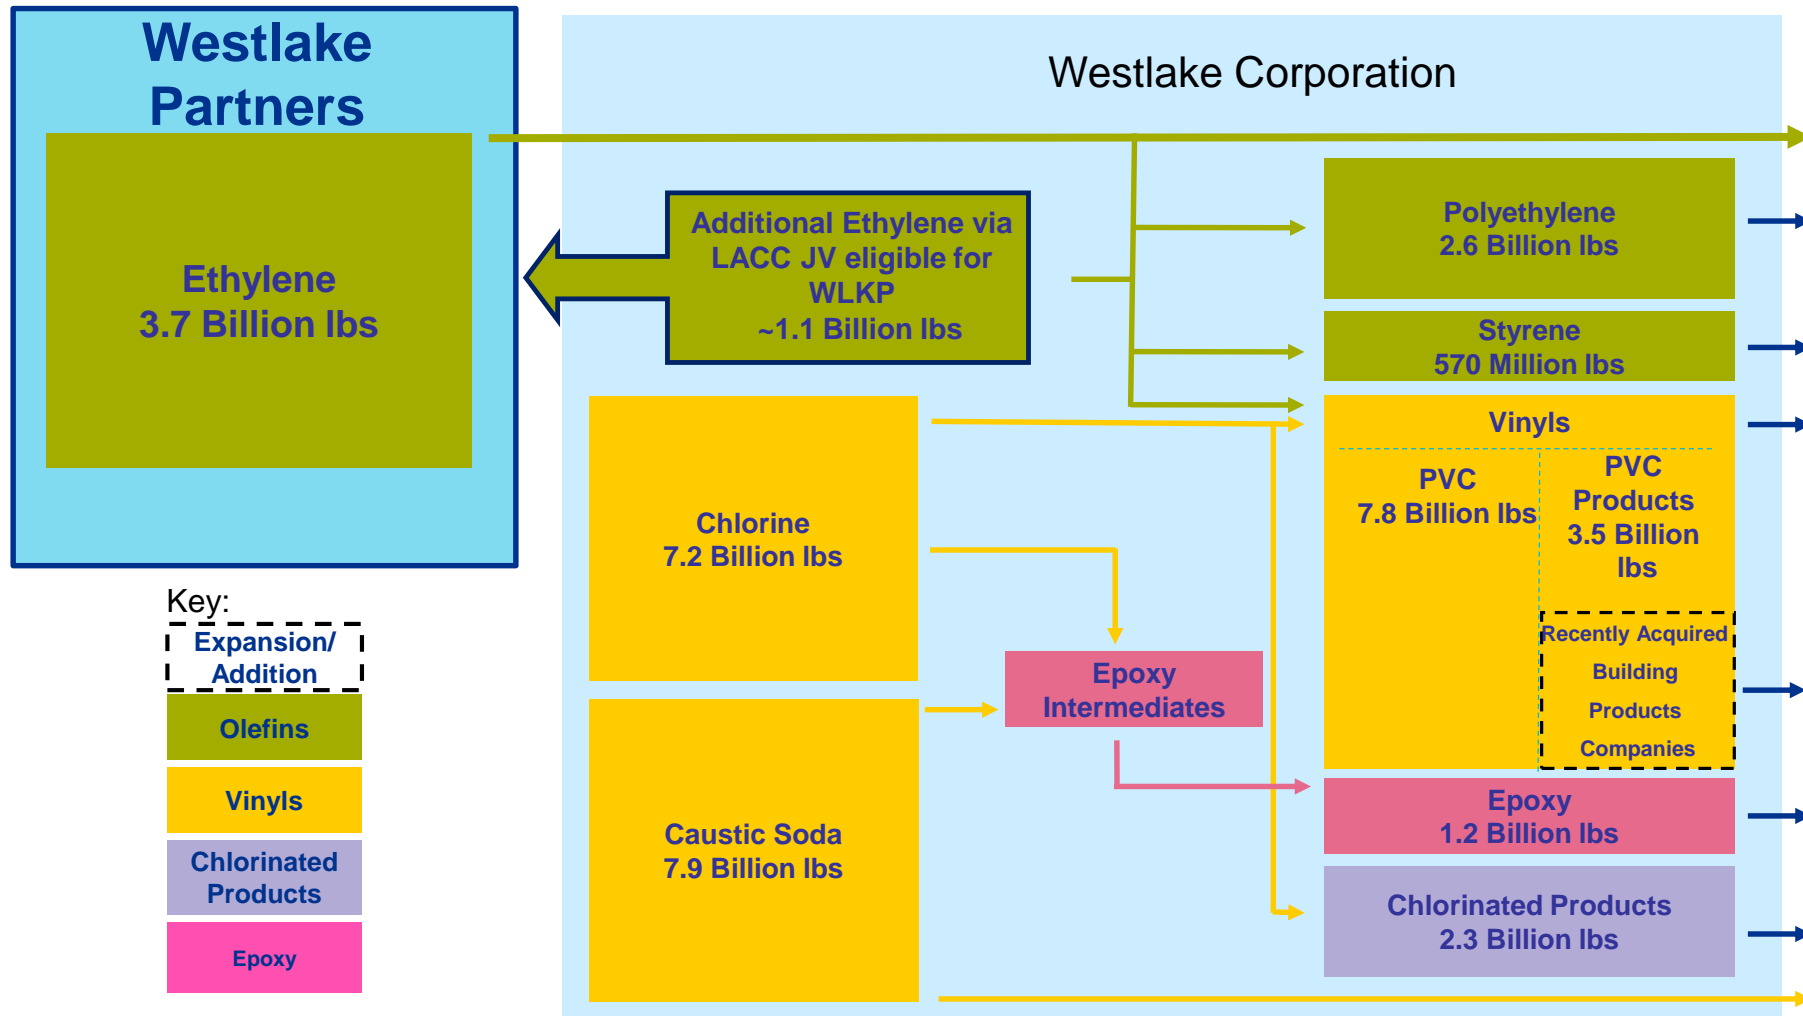 Westlake
Partners
Ethylene
3.7 Billion lbs
Westlake Corporation
Additional Ethylene via
LACC JV eligible for
WLKP
~1.1 Billion lbs
Polyethylene
2.6 Billion lbs
Styrene
570 Million lbs
Vinyls
PVC
7.8 Billion lbs
PVC
Products
3.5 Billion
lbs
Recently Acquired
Building
Products
Companies
Chlorine
7.2 Billion lbs
Epoxy
Intermediates
Caustic Soda
7.9 Billion lbs
Epoxy
1.2 Billion lbs
Chlorinated Products
2.3 Billion lbs
Key:
Expansion/
Addition
Olefins
Vinyls
Chlorinated
Products
Epoxy